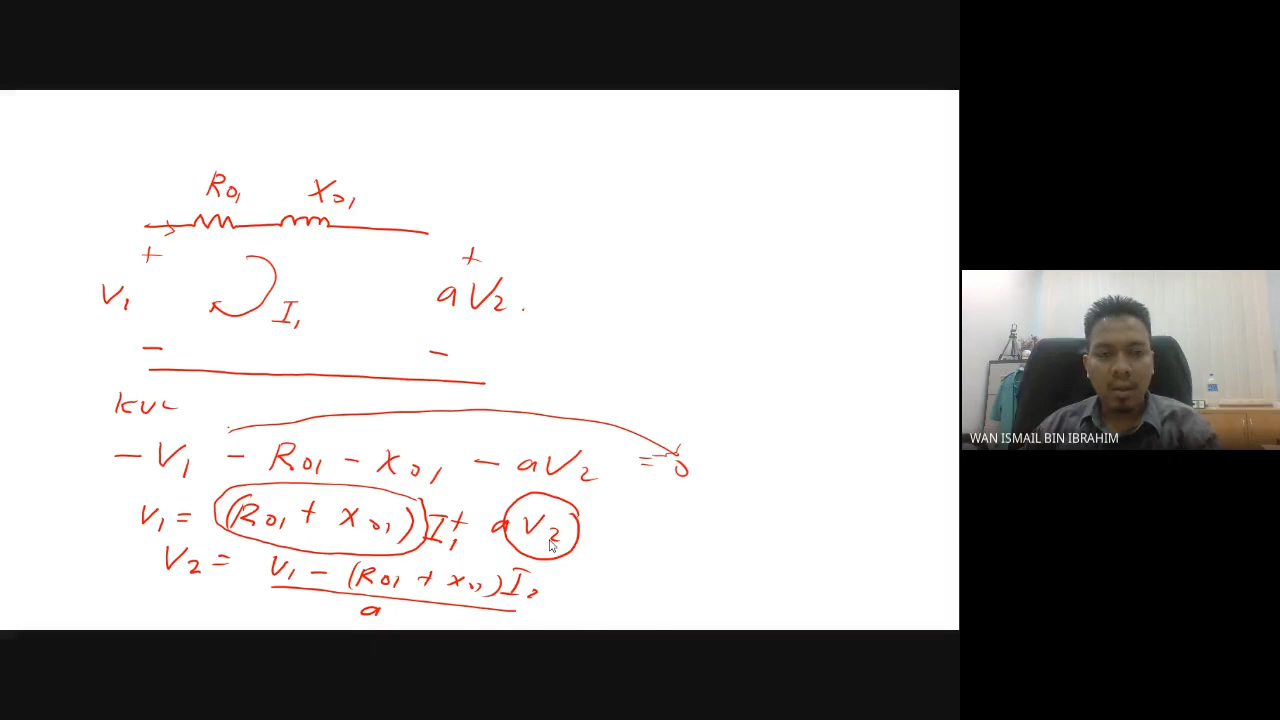 R01 X01
+ +
V1 I1 aV2.
- -
KVL
- V1 - R01 - X01 - aV2 = 0
V1 = (R01 + X01) I1 + aV2
V2 = V1 - (R01 + X01) I2
a
WAN ISMAIL BIN IBRAHIM